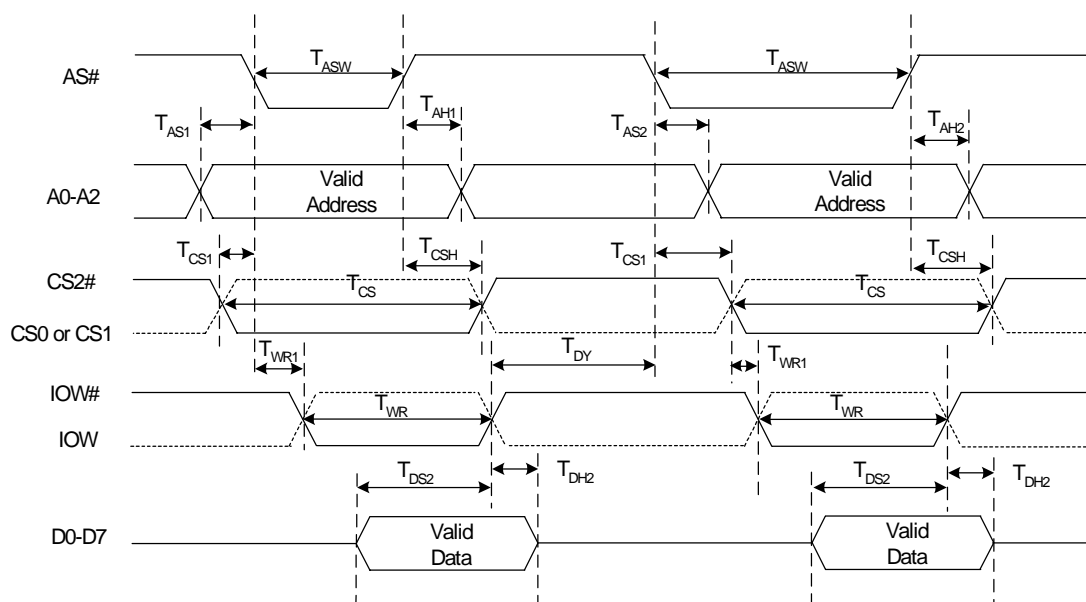 AS#
T_ASW
T_ASW
T_AS1
T_AH1
T_AS2
T_AH2
A0-A2
Valid
Address
Valid
Address
T_CS1
T_CSH
T_CS1
T_CSH
CS2#
T_CS
T_CS
CS0 or CS1
T_WR1
T_DY
T_WR1
IOW#
T_WR
T_WR
IOW
T_DS2
T_DH2
T_DS2
T_DH2
D0-D7
Valid
Data
Valid
Data